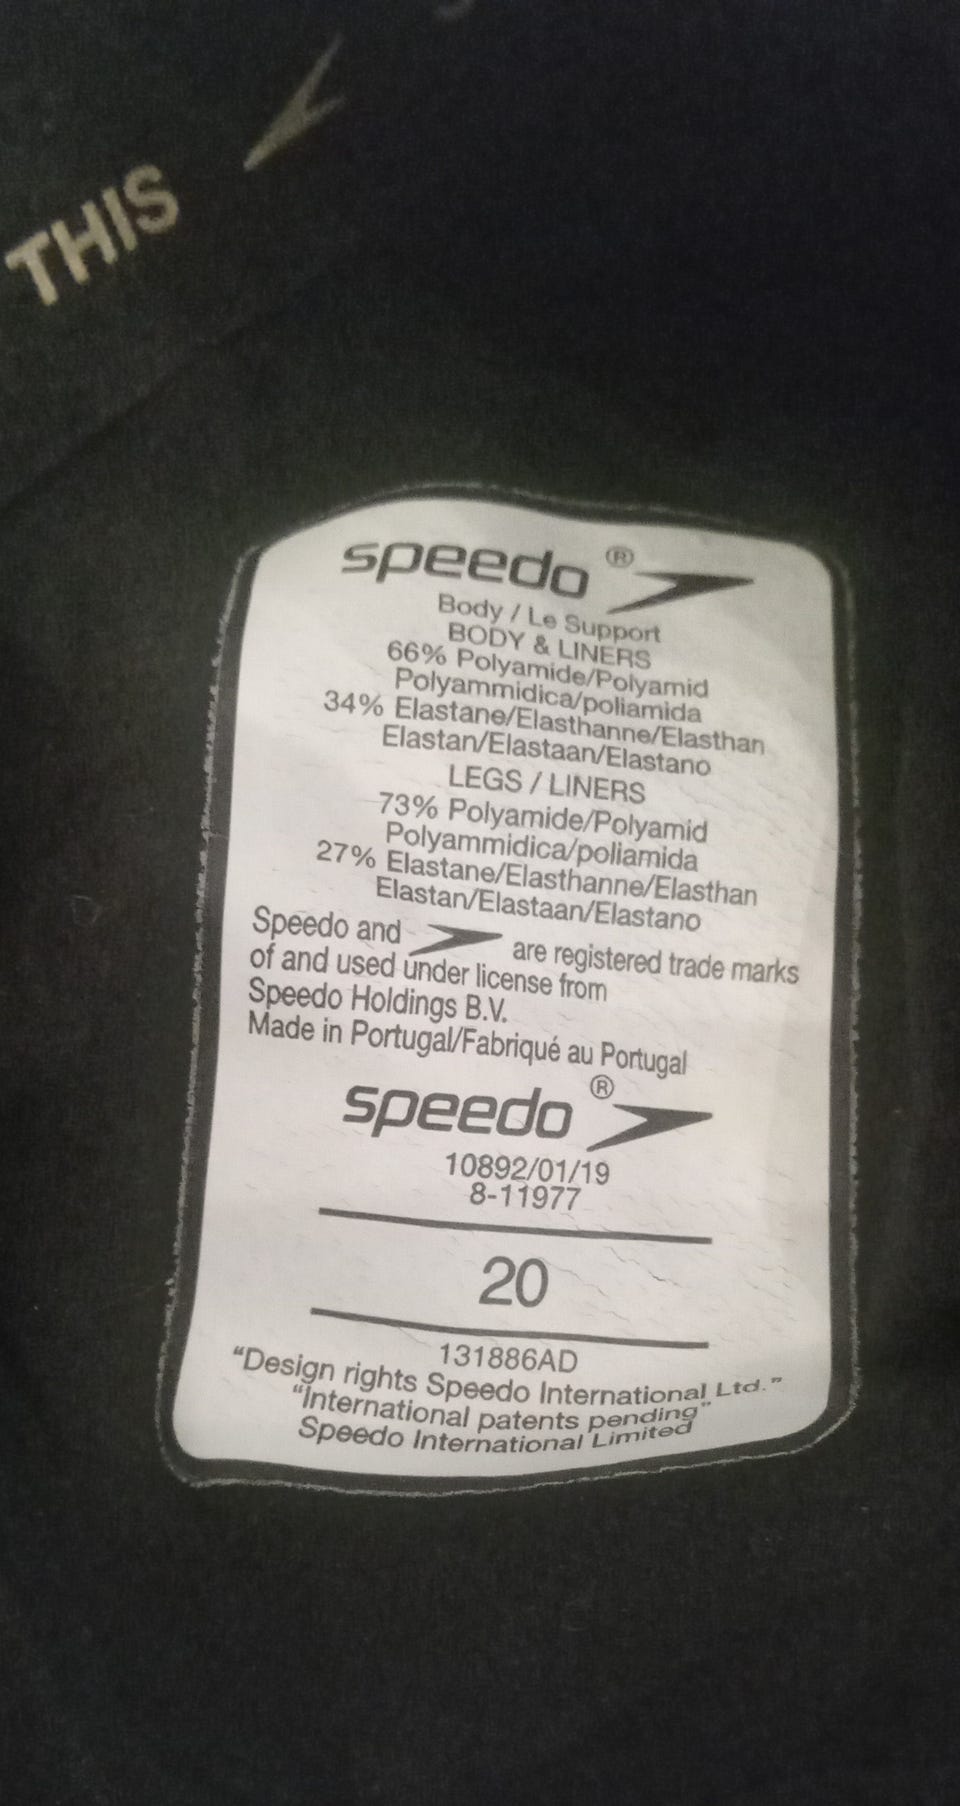 THIS
speedo®
Body / Le Support
BODY & LINERS
66% Polyamide/Polyamid
Polyammidica/poliamida
34% Elastane/Elasthanne/Elasthan
Elastan/Elastaan/Elastano
LEGS / LINERS
73% Polyamide/Polyamid
Polyammidica/poliamida
27% Elastane/Elasthanne/Elasthan
Elastan/Elastaan/Elastano
Speedo and are registered trade marks
of and used under license from
Speedo Holdings B.V.
Made in Portugal/Fabriqué au Portugal
speedo®
10892/01/19
8-11977
20
131886AD
“Design rights Speedo International Ltd.”
“International patents pending”
Speedo International Limited